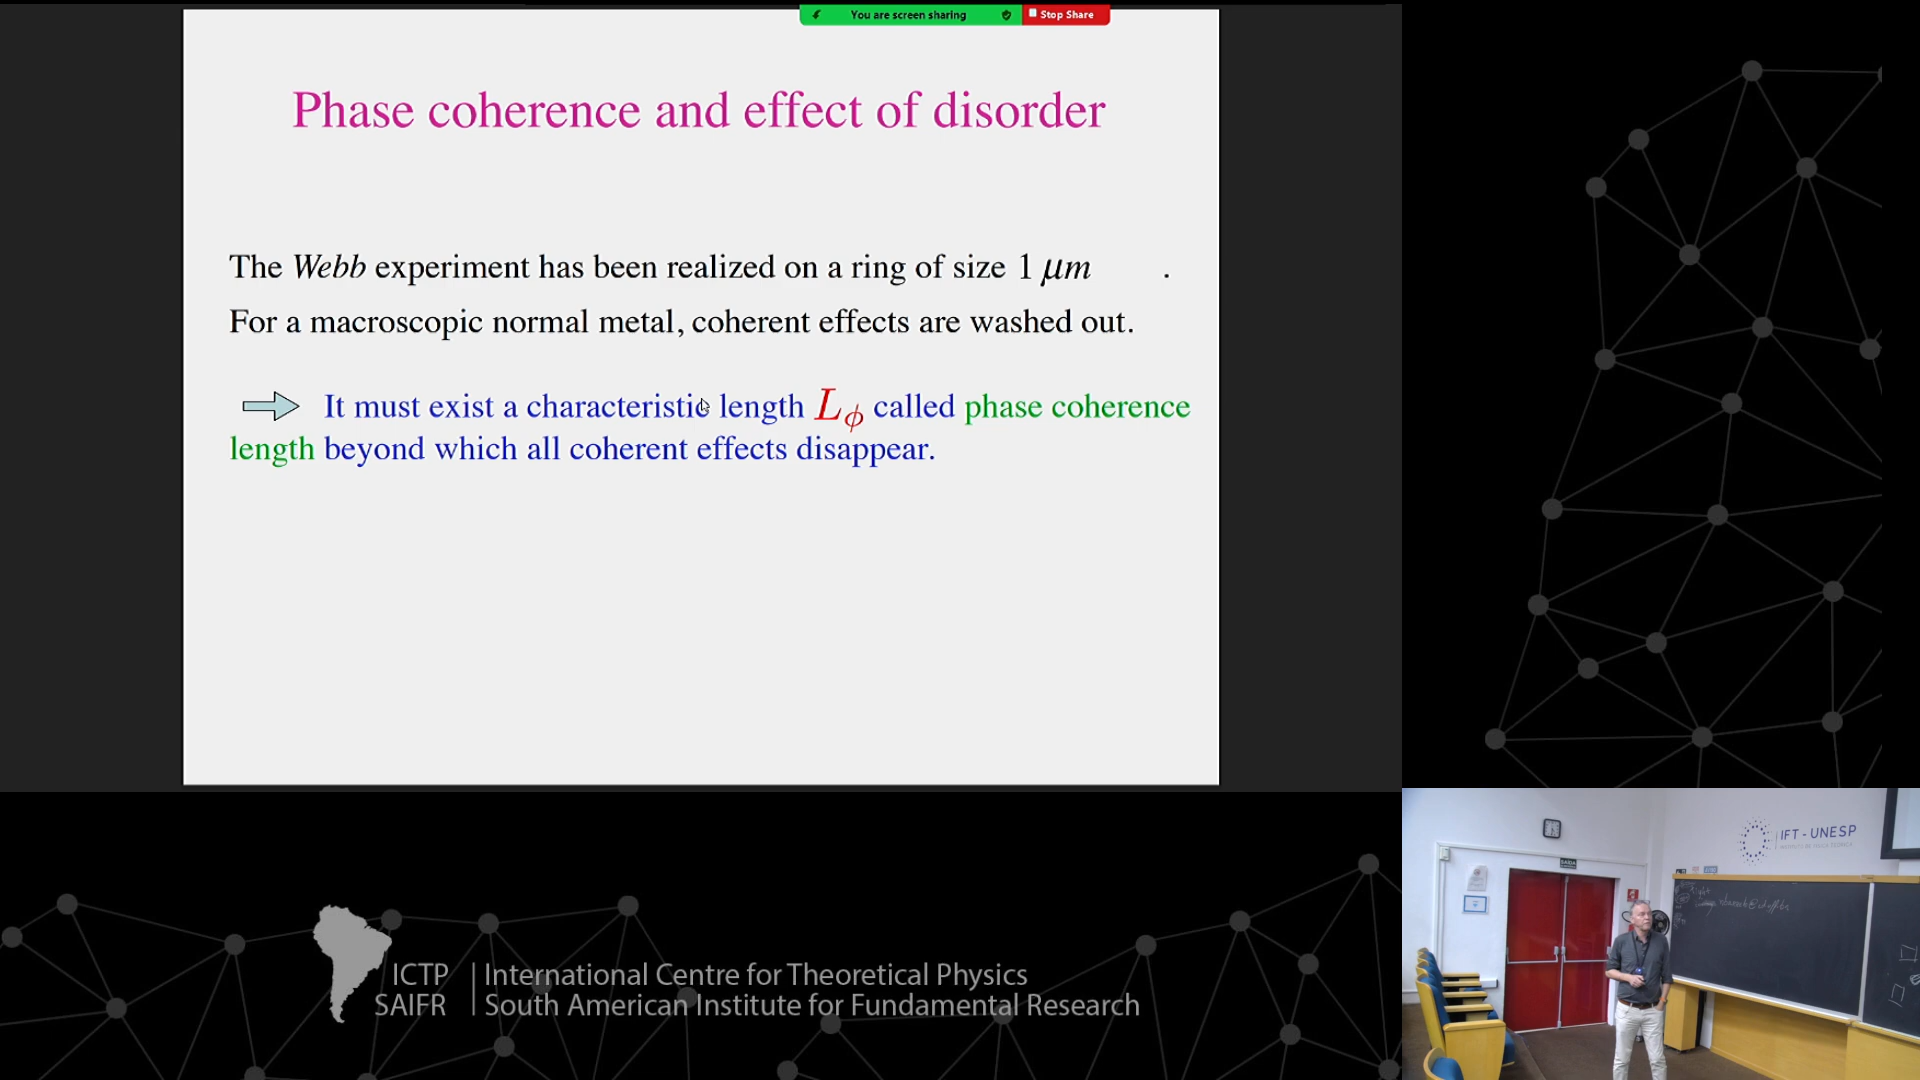 You are screen sharing
Stop Share
Phase coherence and effect of disorder
The Webb experiment has been realized on a ring of size 1 μm .
For a macroscopic normal metal, coherent effects are washed out.
It must exist a characteristic length L_ϕ called phase coherence
length beyond which all coherent effects disappear.
IFT - UNESP
SAÍDA
ICTP
SAIFR
International Centre for Theoretical Physics
South American Institute for Fundamental Research